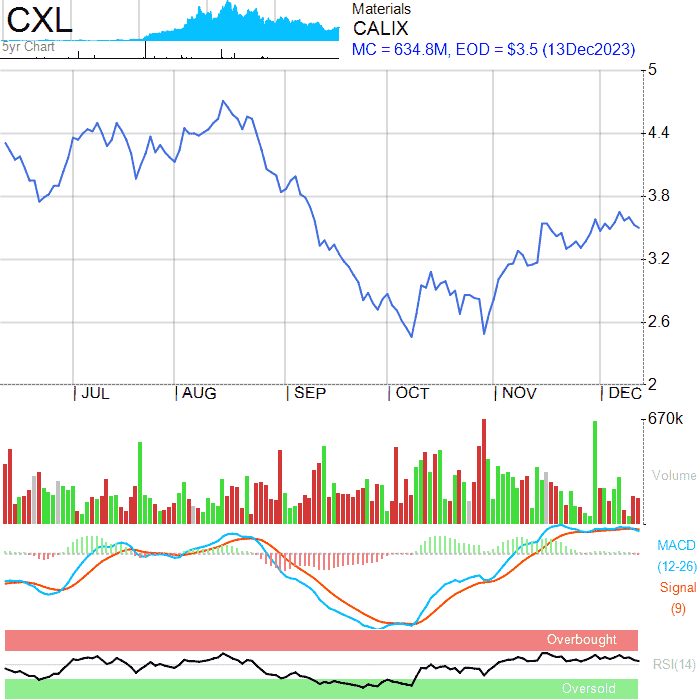 CXL
5yr Chart
Materials
CALIX
MC = 634.8M, EOD = $3.5 (13Dec2023)
5
4.4
3.8
3.2
2.6
2
JUL
AUG
SEP
OCT
NOV
DEC
670k
Volume
MACD
(12-26)
Signal
(9)
Overbought
RSI(14)
Oversold